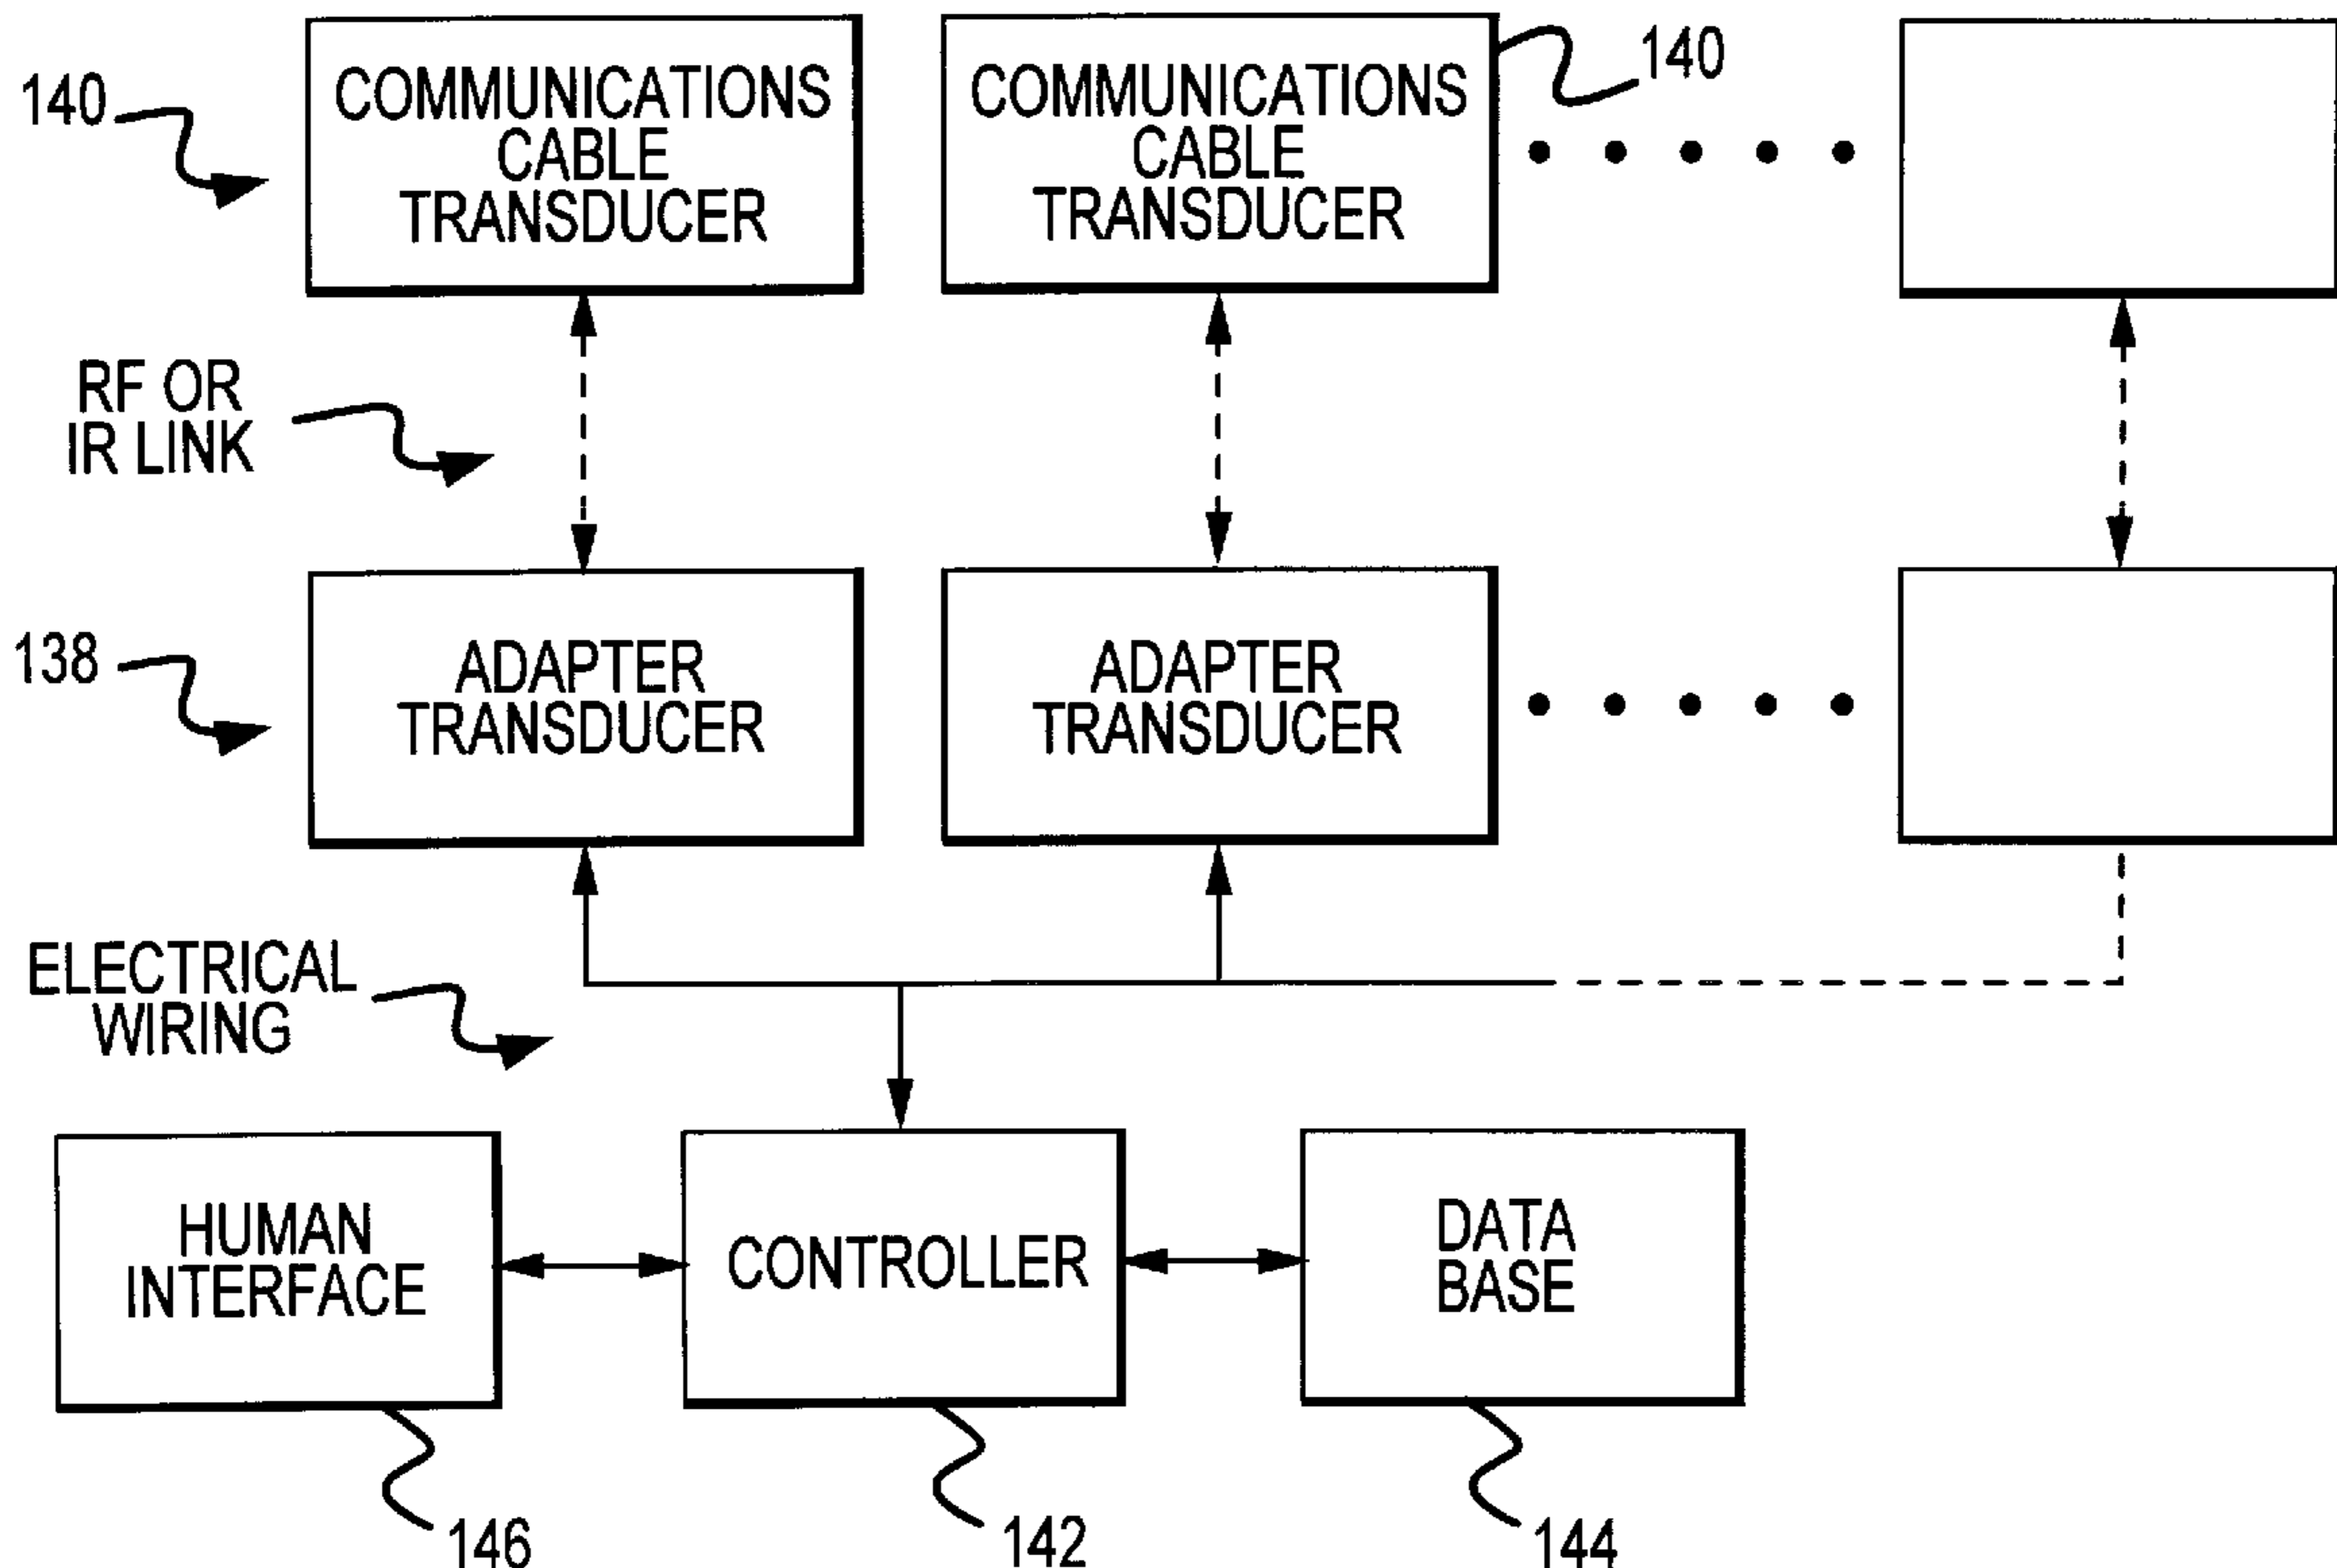 140
COMMUNICATIONS
CABLE
TRANSDUCER
COMMUNICATIONS
CABLE
TRANSDUCER
140
RF OR
IR LINK
138
ADAPTER
TRANSDUCER
ADAPTER
TRANSDUCER
ELECTRICAL
WIRING
HUMAN
INTERFACE
CONTROLLER
DATA
BASE
146
142
144